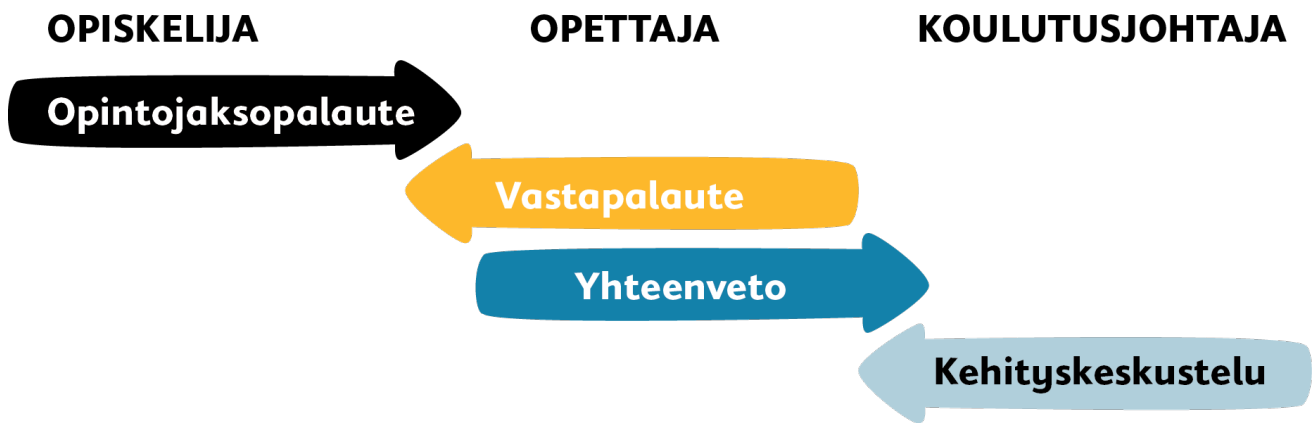 OPISKELIJA OPETTAJA KOULUTUSJOHTAJA
Opintojaksopalaute
Vastapalaute
Yhteenveto
Kehityskeskustelu